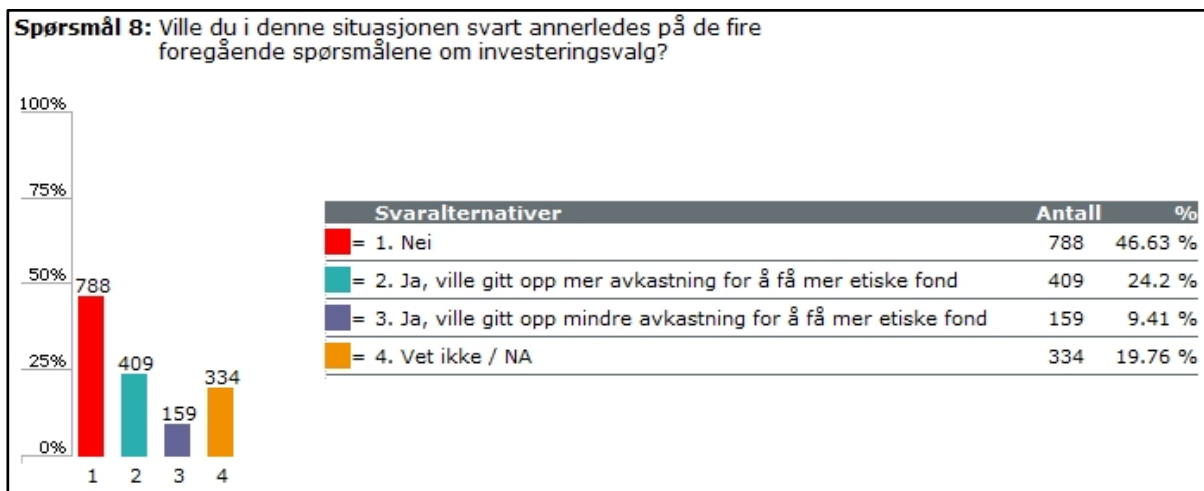 Spørsmål 8: Ville du i denne situasjonen svart annerledes på de fire
foregående spørsmålene om investeringsvalg?
100%
75%
50%
25%
0%
788
409
159
334
1 2 3 4
Svaralternativer Antall %
= 1. Nei 788 46.63 %
= 2. Ja, ville gitt opp mer avkastning for å få mer etiske fond 409 24.2 %
= 3. Ja, ville gitt opp mindre avkastning for å få mer etiske fond 159 9.41 %
= 4. Vet ikke / NA 334 19.76 %